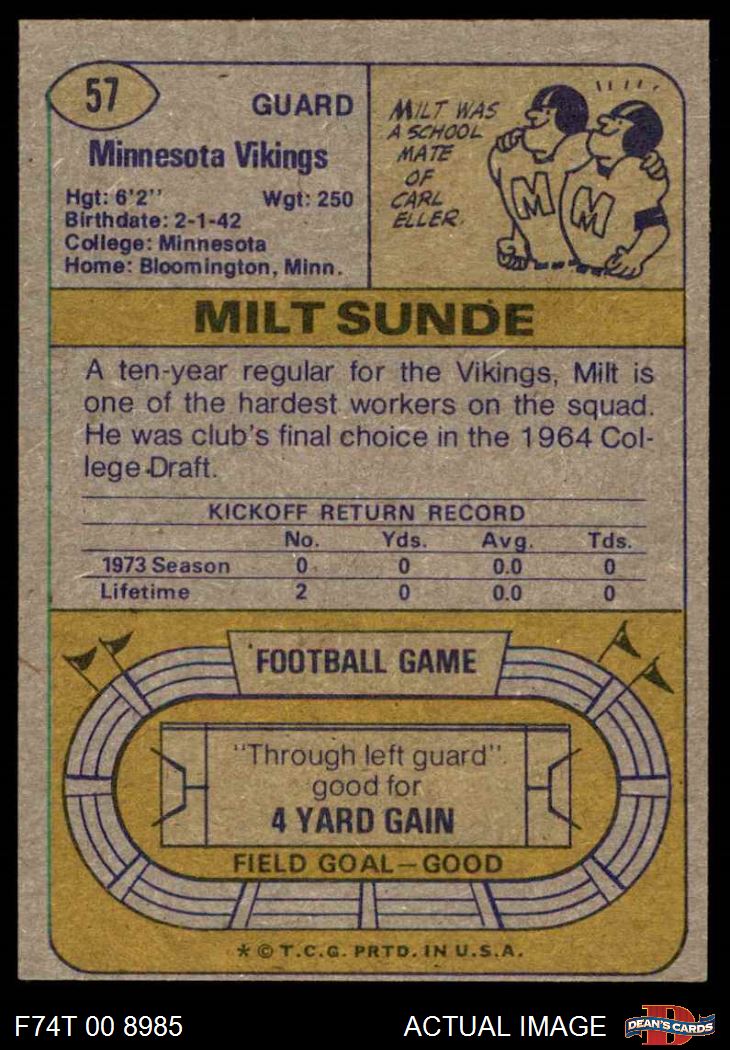 57
GUARD
Minnesota Vikings
Hgt: 6'2'' Wgt: 250
Birthdate: 2-1-42
College: Minnesota
Home: Bloomington, Minn.
MILT WAS
A SCHOOL
MATE
OF
CARL
ELLER.
M M
MILT SUNDE
A ten-year regular for the Vikings, Milt is
one of the hardest workers on the squad.
He was club's final choice in the 1964 Col-
lege Draft.
KICKOFF RETURN RECORD
No. Yds. Avg. Tds.
1973 Season 0 0 0.0 0
Lifetime 2 0 0.0 0
FOOTBALL GAME
"Through left guard"
good for
4 YARD GAIN
FIELD GOAL—GOOD
* © T.C.G. PRTD. IN U.S.A.
F74T 00 8985 ACTUAL IMAGE D DEAN'S CARDS